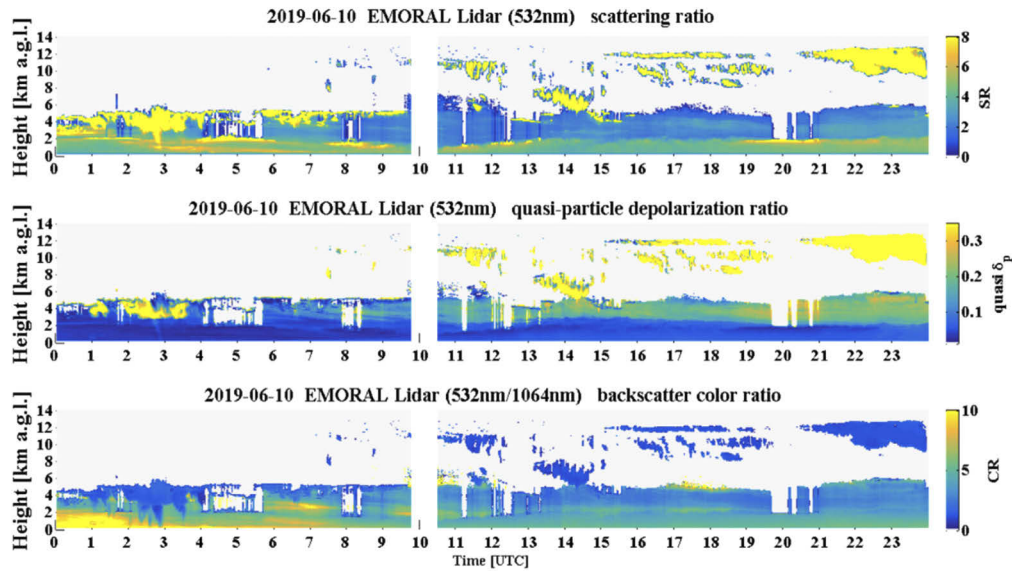 2019-06-10 EMORAL Lidar (532nm) scattering ratio
Height [km a.g.l.]
14
12
10
8
6
4
2
0
0 1 2 3 4 5 6 7 8 9 10 11 12 13 14 15 16 17 18 19 20 21 22 23
8
6
4
2
0
SR
2019-06-10 EMORAL Lidar (532nm) quasi-particle depolarization ratio
Height [km a.g.l.]
14
12
10
8
6
4
2
0
0 1 2 3 4 5 6 7 8 9 10 11 12 13 14 15 16 17 18 19 20 21 22 23
0.3
0.2
0.1
quasi δp
2019-06-10 EMORAL Lidar (532nm/1064nm) backscatter color ratio
Height [km a.g.l.]
14
12
10
8
6
4
2
0
0 1 2 3 4 5 6 7 8 9 10 11 12 13 14 15 16 17 18 19 20 21 22 23
10
5
0
CR
Time [UTC]